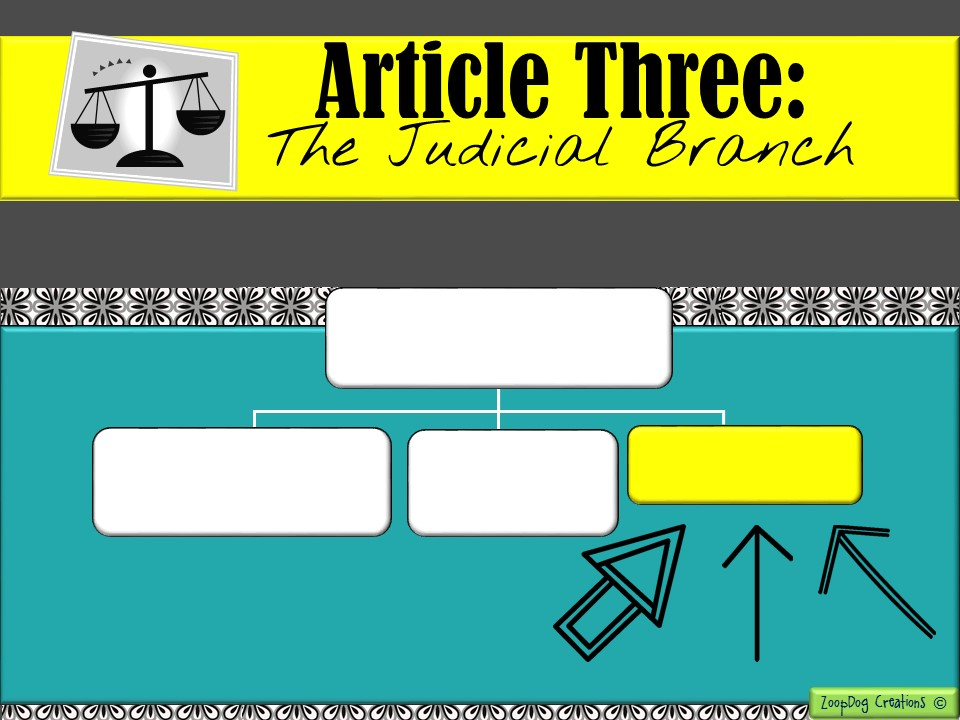 Article Three:
The Judicial Branch
ZoopDog Creations ©